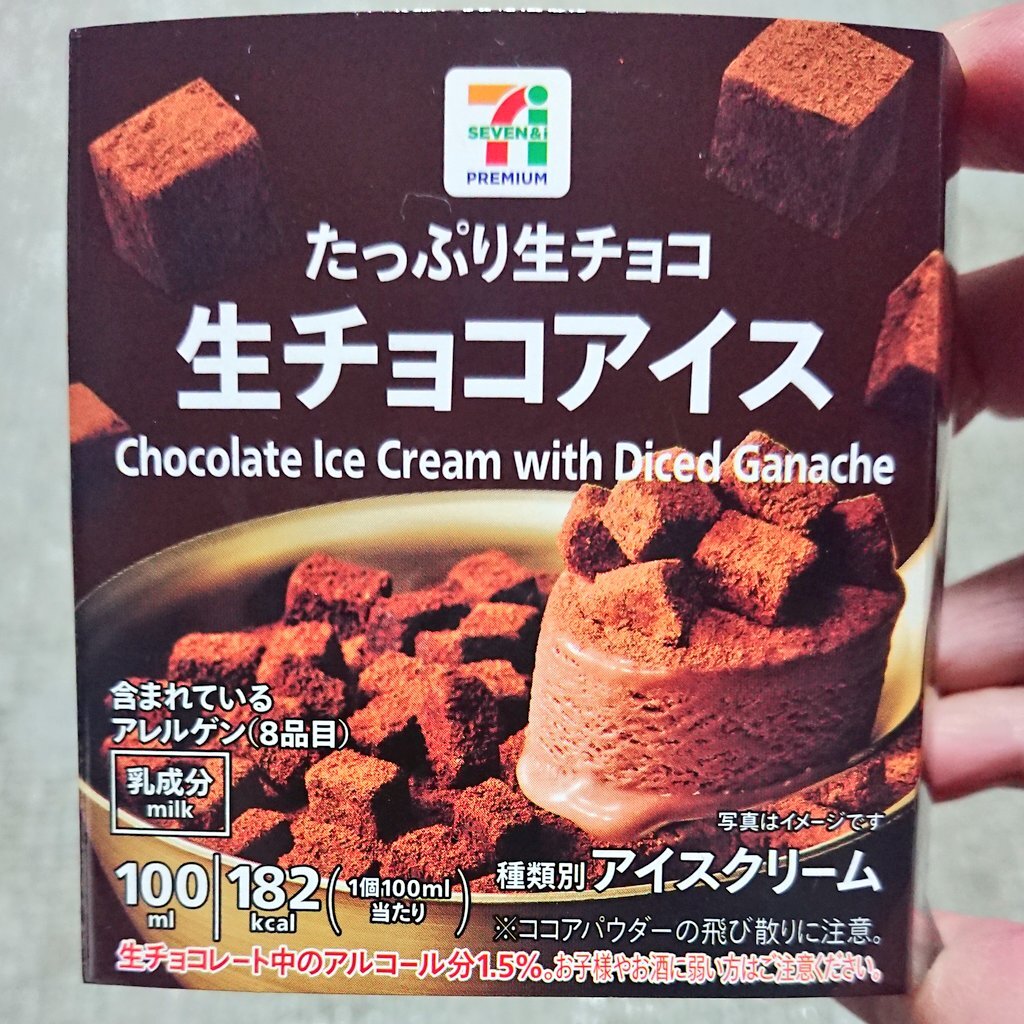 SEVEN&i
PREMIUM
たっぷり生チョコ
生チョコアイス
Chocolate Ice Cream with Diced Ganache
含まれている
アレルゲン(8品目)
乳成分
milk
写真はイメージです
100 ml 182 kcal (1個100ml当たり)
種類別 アイスクリーム
※ココアパウダーの飛び散りに注意。
生チョコレート中のアルコール分1.5%。お子様やお酒に弱い方はご注意ください。